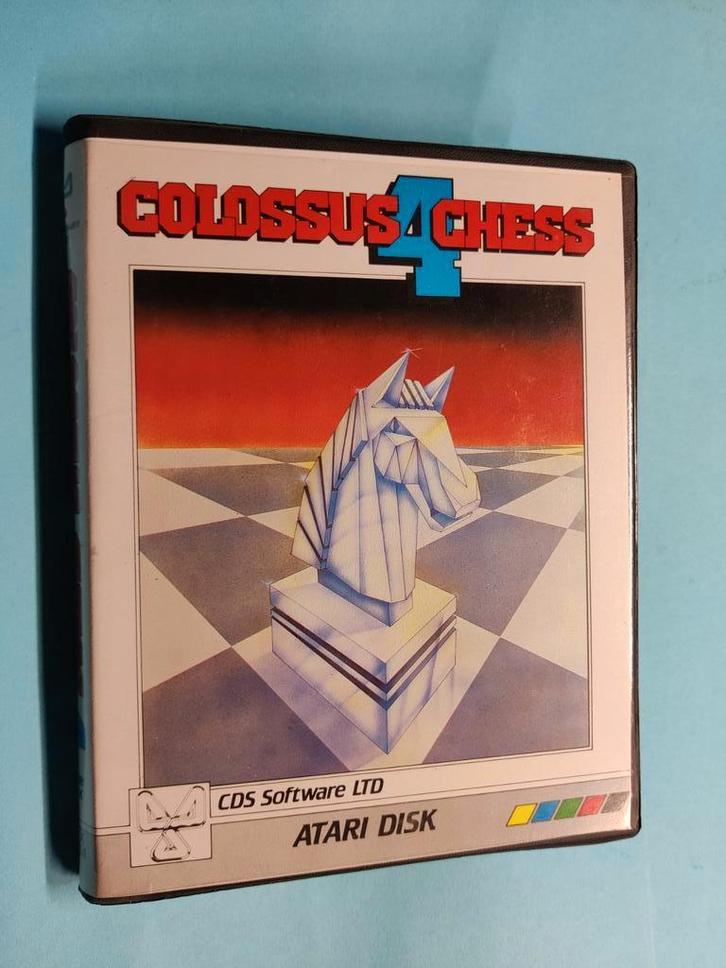 COLOSSUS 4 CHESS
CDS Software LTD
ATARI DISK